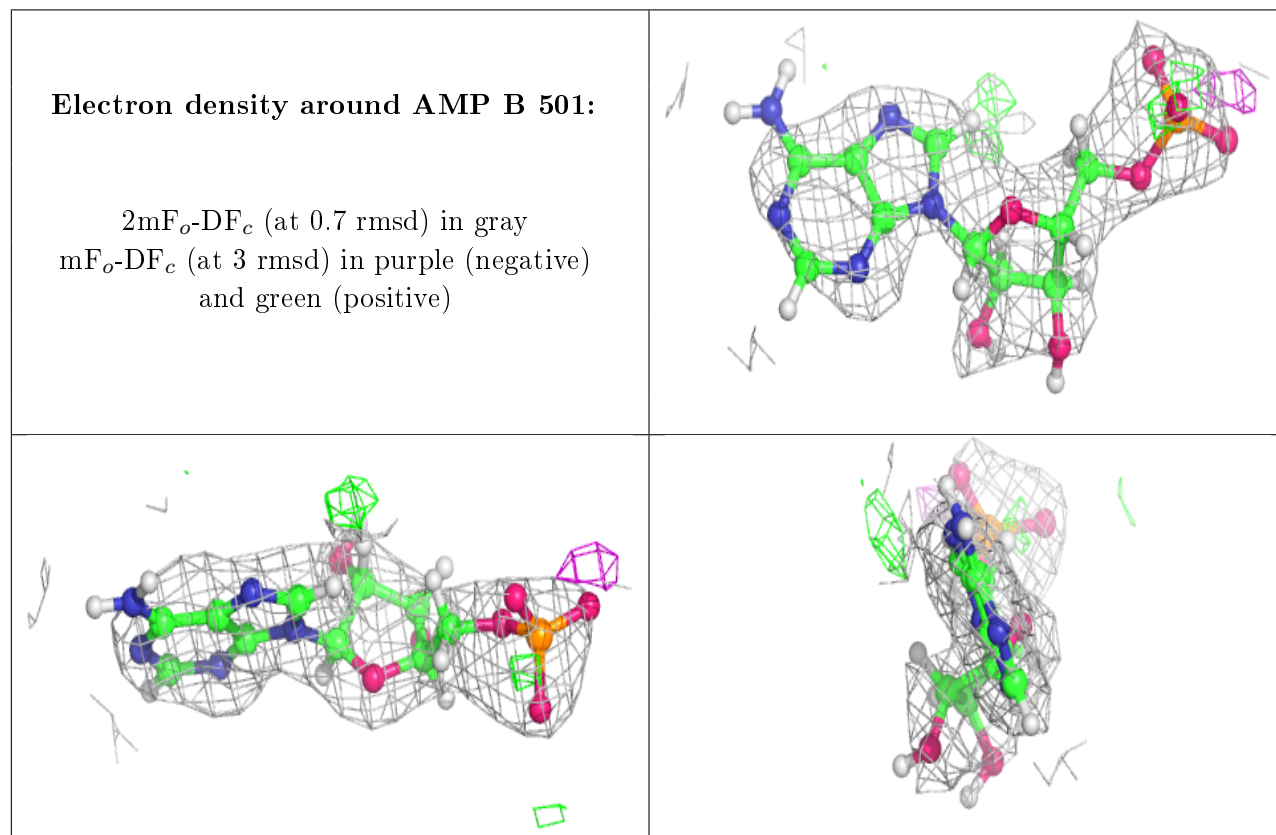 Electron density around AMP B 501:
2mFo-DFc (at 0.7 rmsd) in gray
mFo-DFc (at 3 rmsd) in purple (negative)
and green (positive)